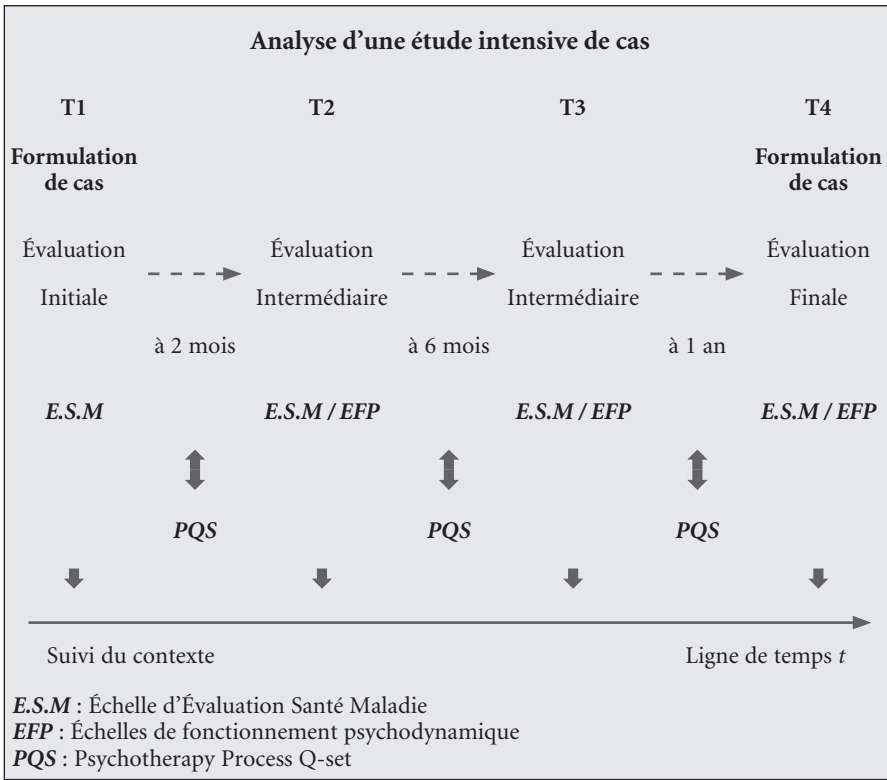 Analyse d'une étude intensive de cas
T1 T2 T3 T4
Formulation Formulation
de cas de cas
Évaluation Évaluation Évaluation Évaluation
Initiale Intermédiaire Intermédiaire Finale
à 2 mois à 6 mois à 1 an
E.S.M E.S.M / EFP E.S.M / EFP E.S.M / EFP
PQS PQS PQS
Suivi du contexte Ligne de temps t
E.S.M : Échelle d'Évaluation Santé Maladie
EFP : Échelles de fonctionnement psychodynamique
PQS : Psychotherapy Process Q-set